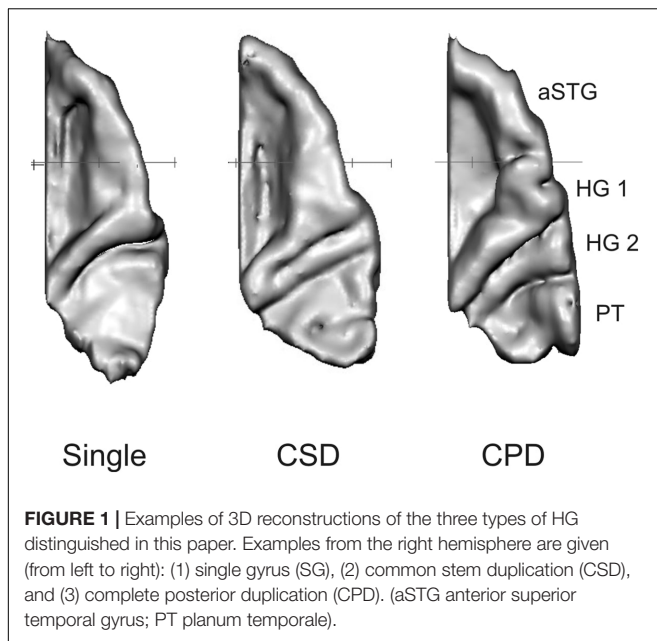 aSTG
HG 1
HG 2
PT
Single
CSD
CPD
FIGURE 1 | Examples of 3D reconstructions of the three types of HG
distinguished in this paper. Examples from the right hemisphere are given
(from left to right): (1) single gyrus (SG), (2) common stem duplication (CSD),
and (3) complete posterior duplication (CPD). (aSTG anterior superior
temporal gyrus; PT planum temporale).